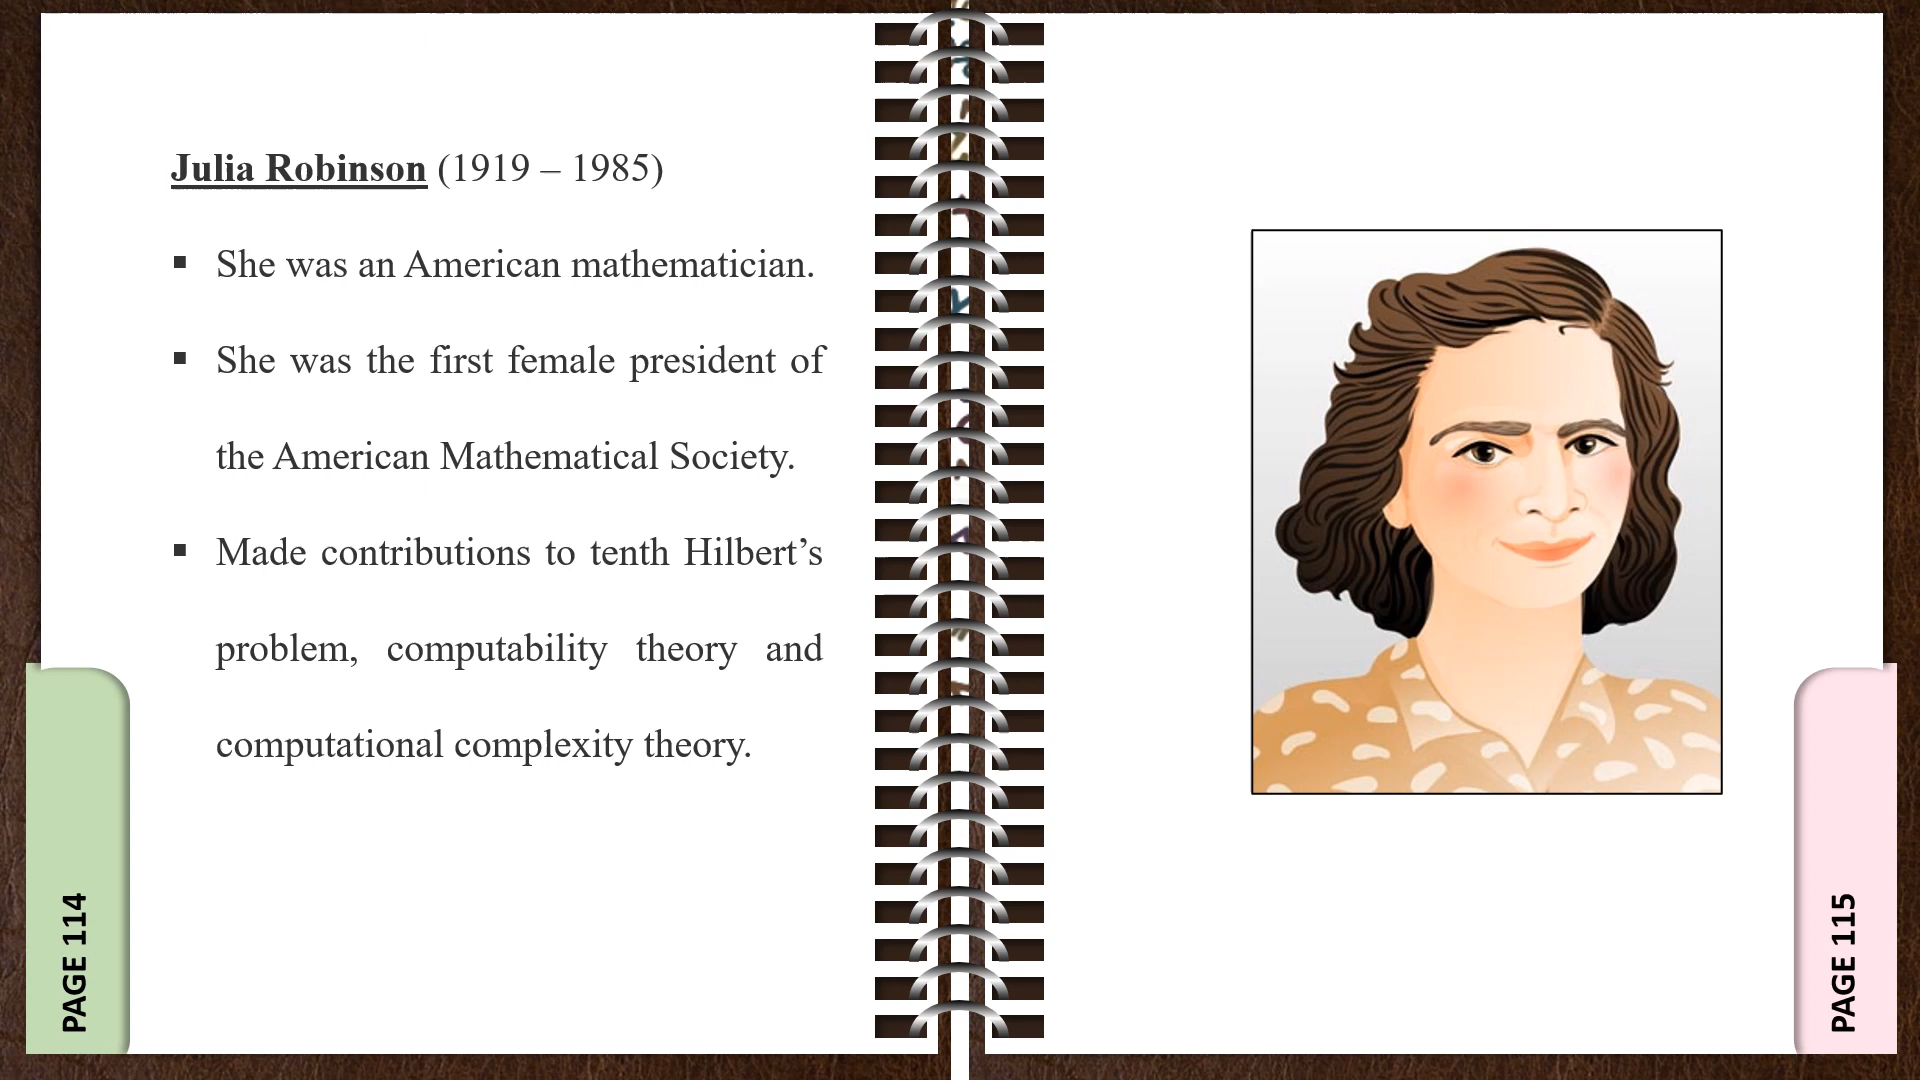 Julia Robinson (1919 – 1985)
▪ She was an American mathematician.
▪ She was the first female president of
the American Mathematical Society.
▪ Made contributions to tenth Hilbert’s
problem, computability theory and
computational complexity theory.
PAGE 114
PAGE 115